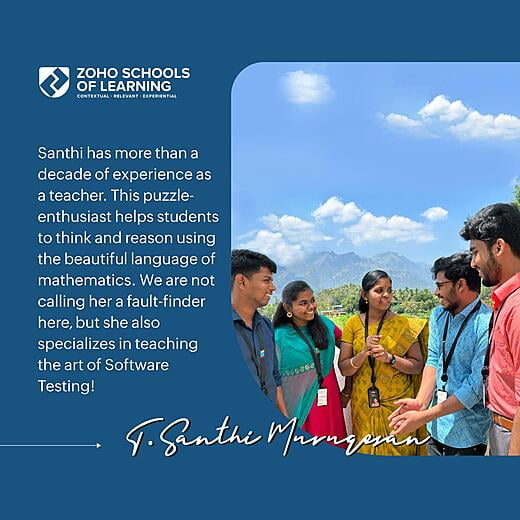 ZOHO SCHOOLS
OF LEARNING
CONTEXTUAL · RELEVANT · EXPERIENTIAL
Santhi has more than a
decade of experience as
a teacher. This puzzle-
enthusiast helps students
to think and reason using
the beautiful language of
mathematics. We are not
calling her a fault-finder
here, but she also
specializes in teaching
the art of Software
Testing!
T. Santhi Murugesan